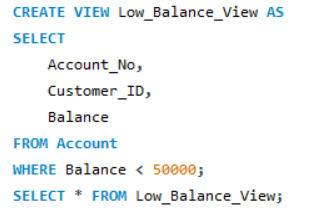 CREATE VIEW Low_Balance_View AS
SELECT
    Account_No,
    Customer_ID,
    Balance
FROM Account
WHERE Balance < 50000;
SELECT * FROM Low_Balance_View;